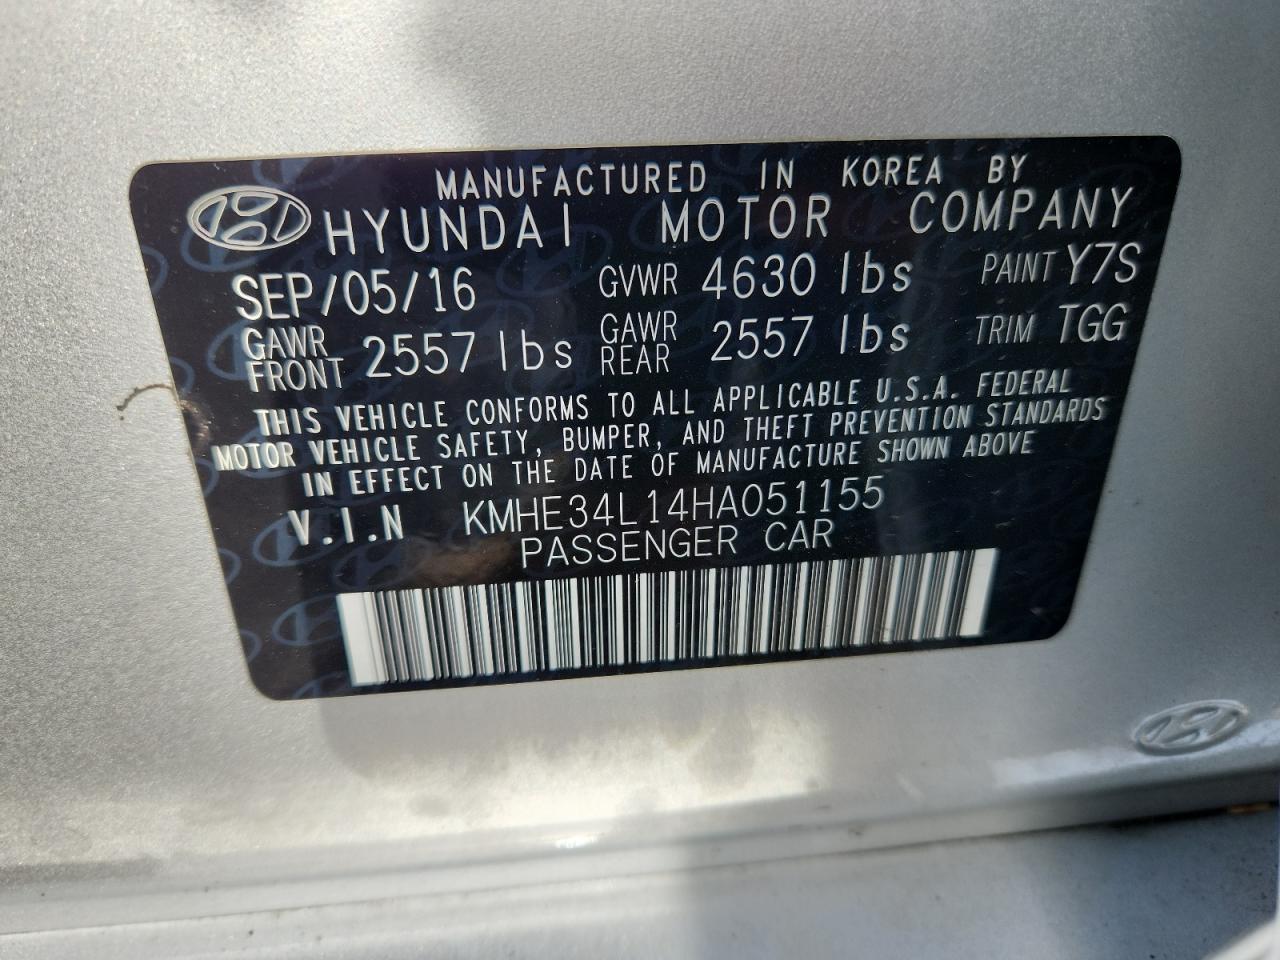 MANUFACTURED IN KOREA BY
HYUNDAI MOTOR COMPANY
SEP/05/16 GVWR 4630 lbs PAINT Y7S
GAWR FRONT 2557 lbs GAWR REAR 2557 lbs TRIM TGG
THIS VEHICLE CONFORMS TO ALL APPLICABLE U.S.A. FEDERAL
MOTOR VEHICLE SAFETY, BUMPER, AND THEFT PREVENTION STANDARDS
IN EFFECT ON THE DATE OF MANUFACTURE SHOWN ABOVE
V.I.N KMHE34L14HA051155
PASSENGER CAR